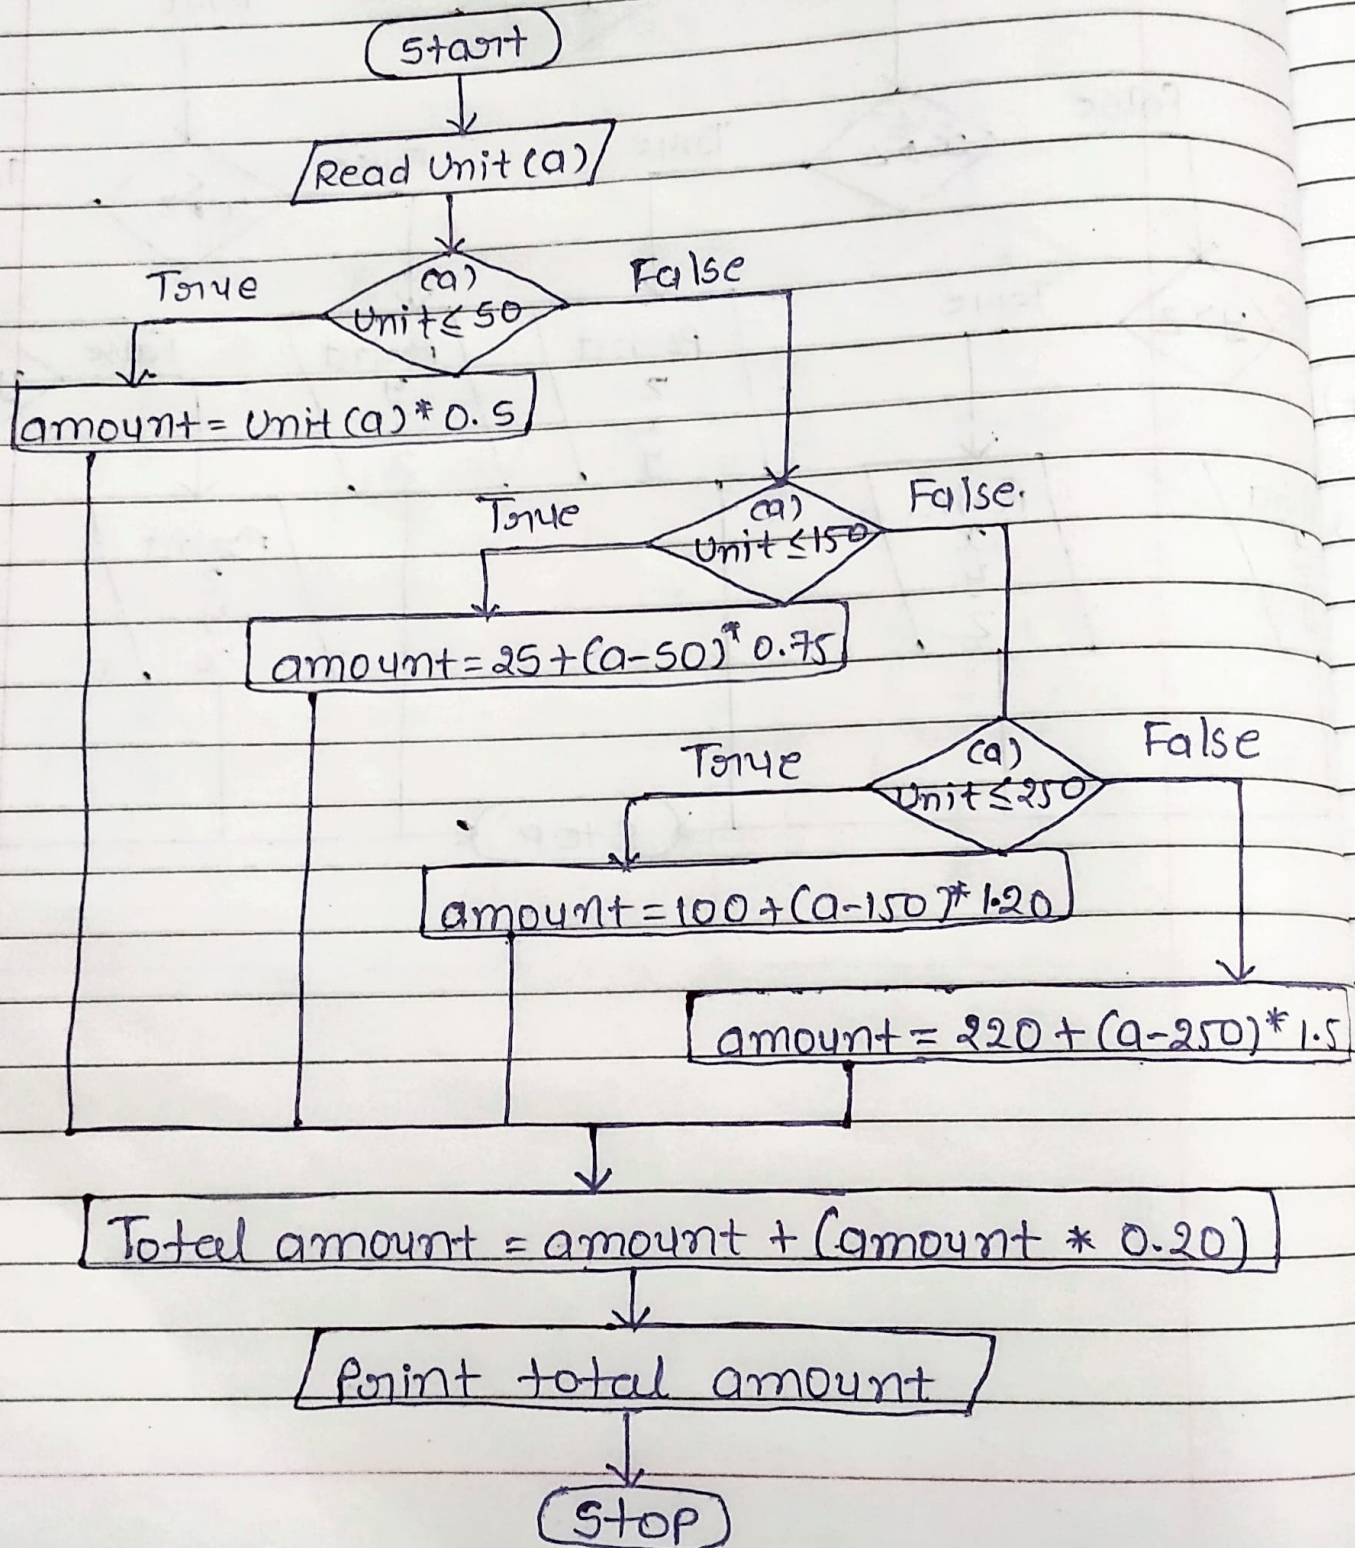 Start
Read Unit (a)
True
(a)
Unit ≤ 50
False
amount = Unit (a) * 0.5
True
(a)
Unit ≤ 150
False
amount = 25 + (a-50) * 0.75
True
(a)
Unit ≤ 250
False
amount = 100 + (a-150) * 1.20
amount = 220 + (a-250) * 1.5
Total amount = amount + (amount * 0.20)
Print total amount
Stop